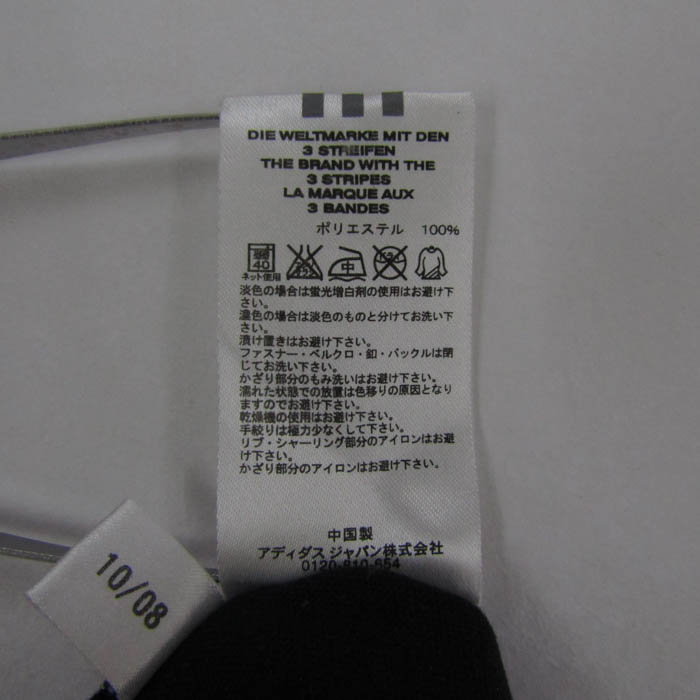 DIE WELTMARKE MIT DEN
3 STREIFEN
THE BRAND WITH THE
3 STRIPES
LA MARQUE AUX
3 BANDES
ポリエステル 100%
40
中
ネット使用
淡色の場合は蛍光増白剤の使用はお避け下
さい。
濃色の場合は淡色のものと分けてお洗い下
さい。
漬け置きはお避け下さい。
ファスナー・ベルクロ・釦・バックルは閉
じてお洗い下さい。
かざり部分のもみ洗いはお避け下さい。
濡れた状態での放置は色移りの原因となり
ますのでお避け下さい。
乾燥機の使用はお避け下さい。
手絞りは極力少なくして下さい。
リブ・シャーリング部分のアイロンはお避
け下さい。
かざり部分のアイロンはお避け下さい。
中国製
アディダス ジャパン株式会社
0120-810-654
10/08